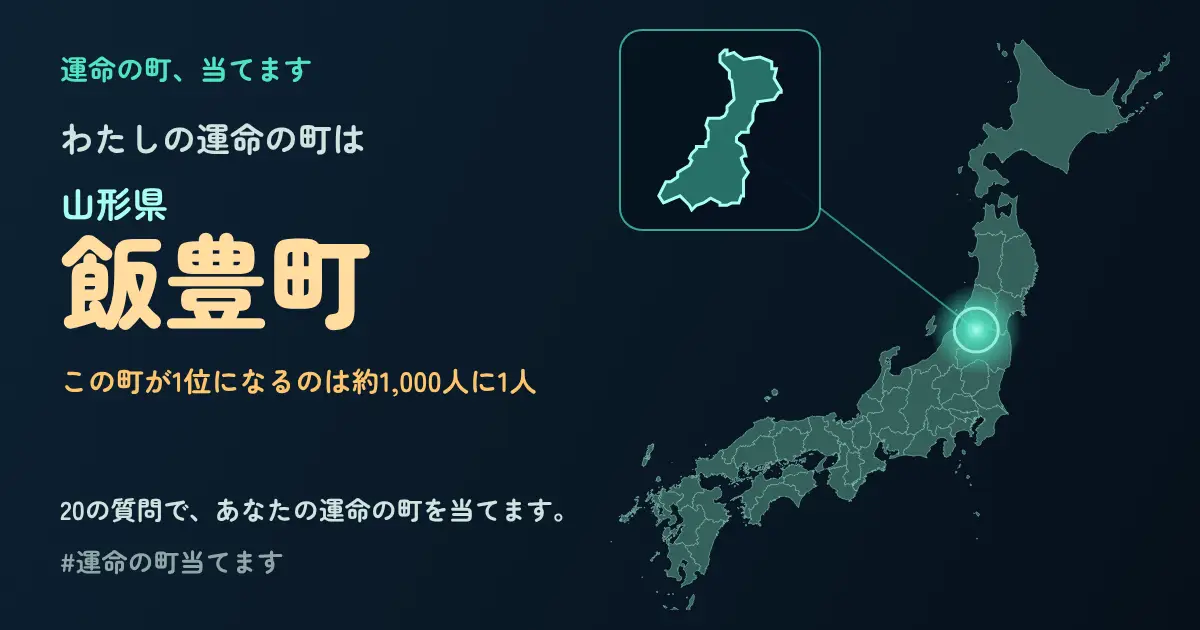 運命の町、当てます
わたしの運命の町は
山形県
飯豊町
この町が1位になるのは約1,000人に1人
20の質問で、あなたの運命の町を当てます。
#運命の町当てます